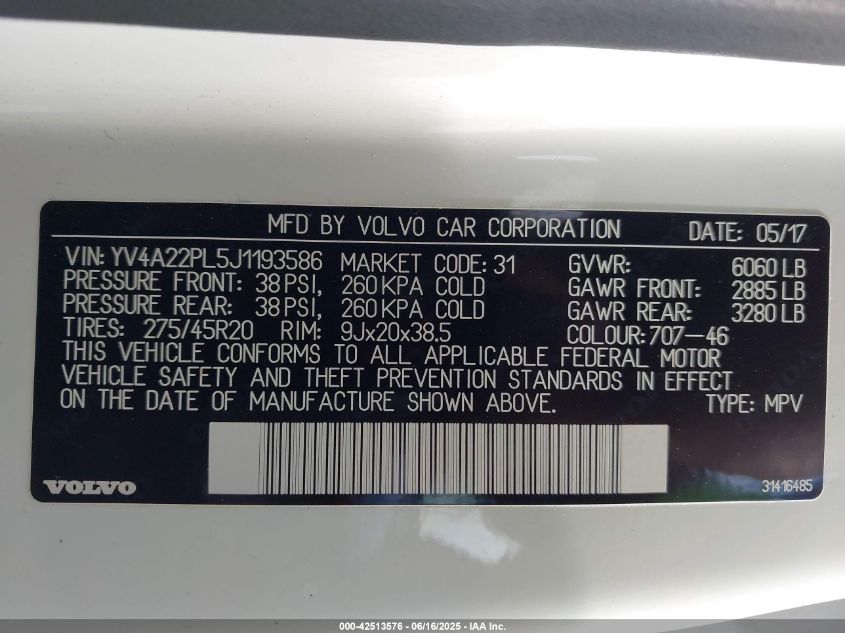 MFD BY VOLVO CAR CORPORATION DATE: 05/17
VIN: YV4A22PL5J1193586 MARKET CODE: 31 GVWR: 6060 LB
PRESSURE FRONT: 38 PSI, 260 KPA COLD GAWR FRONT: 2885 LB
PRESSURE REAR: 38 PSI, 260 KPA COLD GAWR REAR: 3280 LB
TIRES: 275/45R20 RIM: 9Jx20x38.5 COLOUR: 707-46
THIS VEHICLE CONFORMS TO ALL APPLICABLE FEDERAL MOTOR
VEHICLE SAFETY AND THEFT PREVENTION STANDARDS IN EFFECT
ON THE DATE OF MANUFACTURE SHOWN ABOVE. TYPE: MPV
VOLVO 31416485
000-42513576 - 06/16/2025 - IAA Inc.